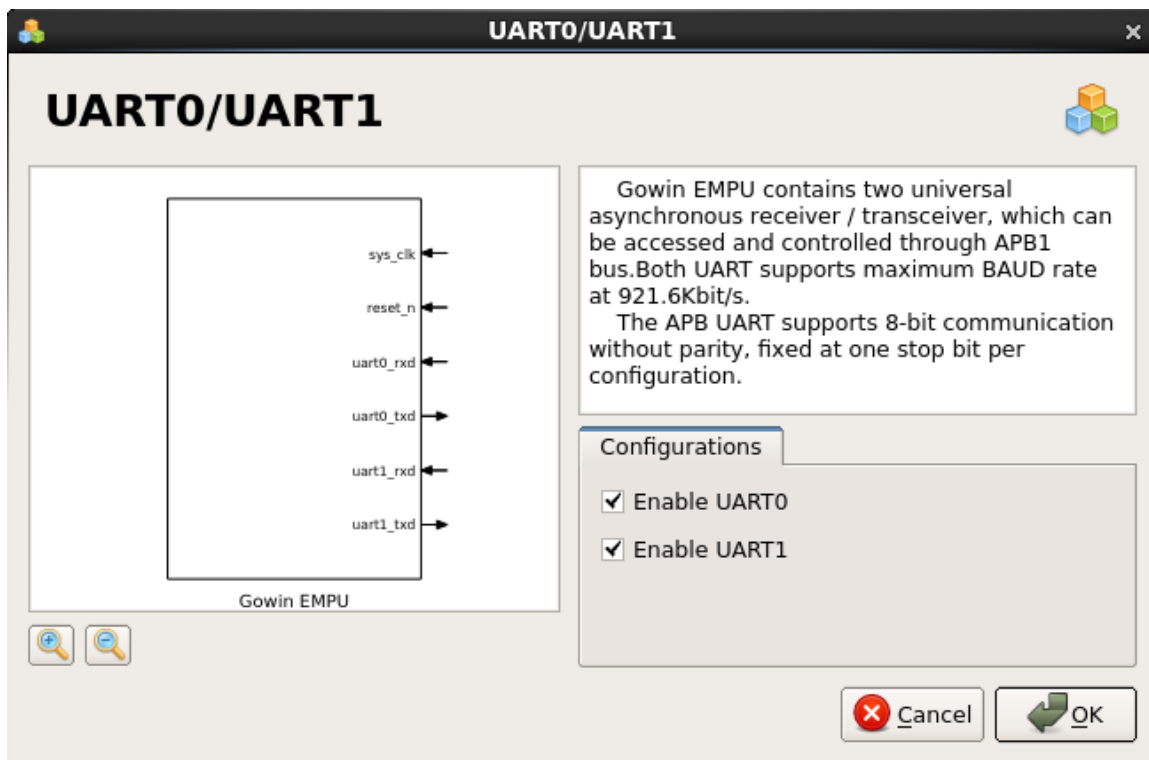 UART0/UART1
UART0/UART1
sys_clk
reset_n
uart0_rxd
uart0_txd
uart1_rxd
uart1_txd
Gowin EMPU
Gowin EMPU contains two universal
asynchronous receiver / transceiver, which can
be accessed and controlled through APB1
bus.Both UART supports maximum BAUD rate
at 921.6Kbit/s.
The APB UART supports 8-bit communication
without parity, fixed at one stop bit per
configuration.
Configurations
Enable UART0
Enable UART1
Cancel
OK